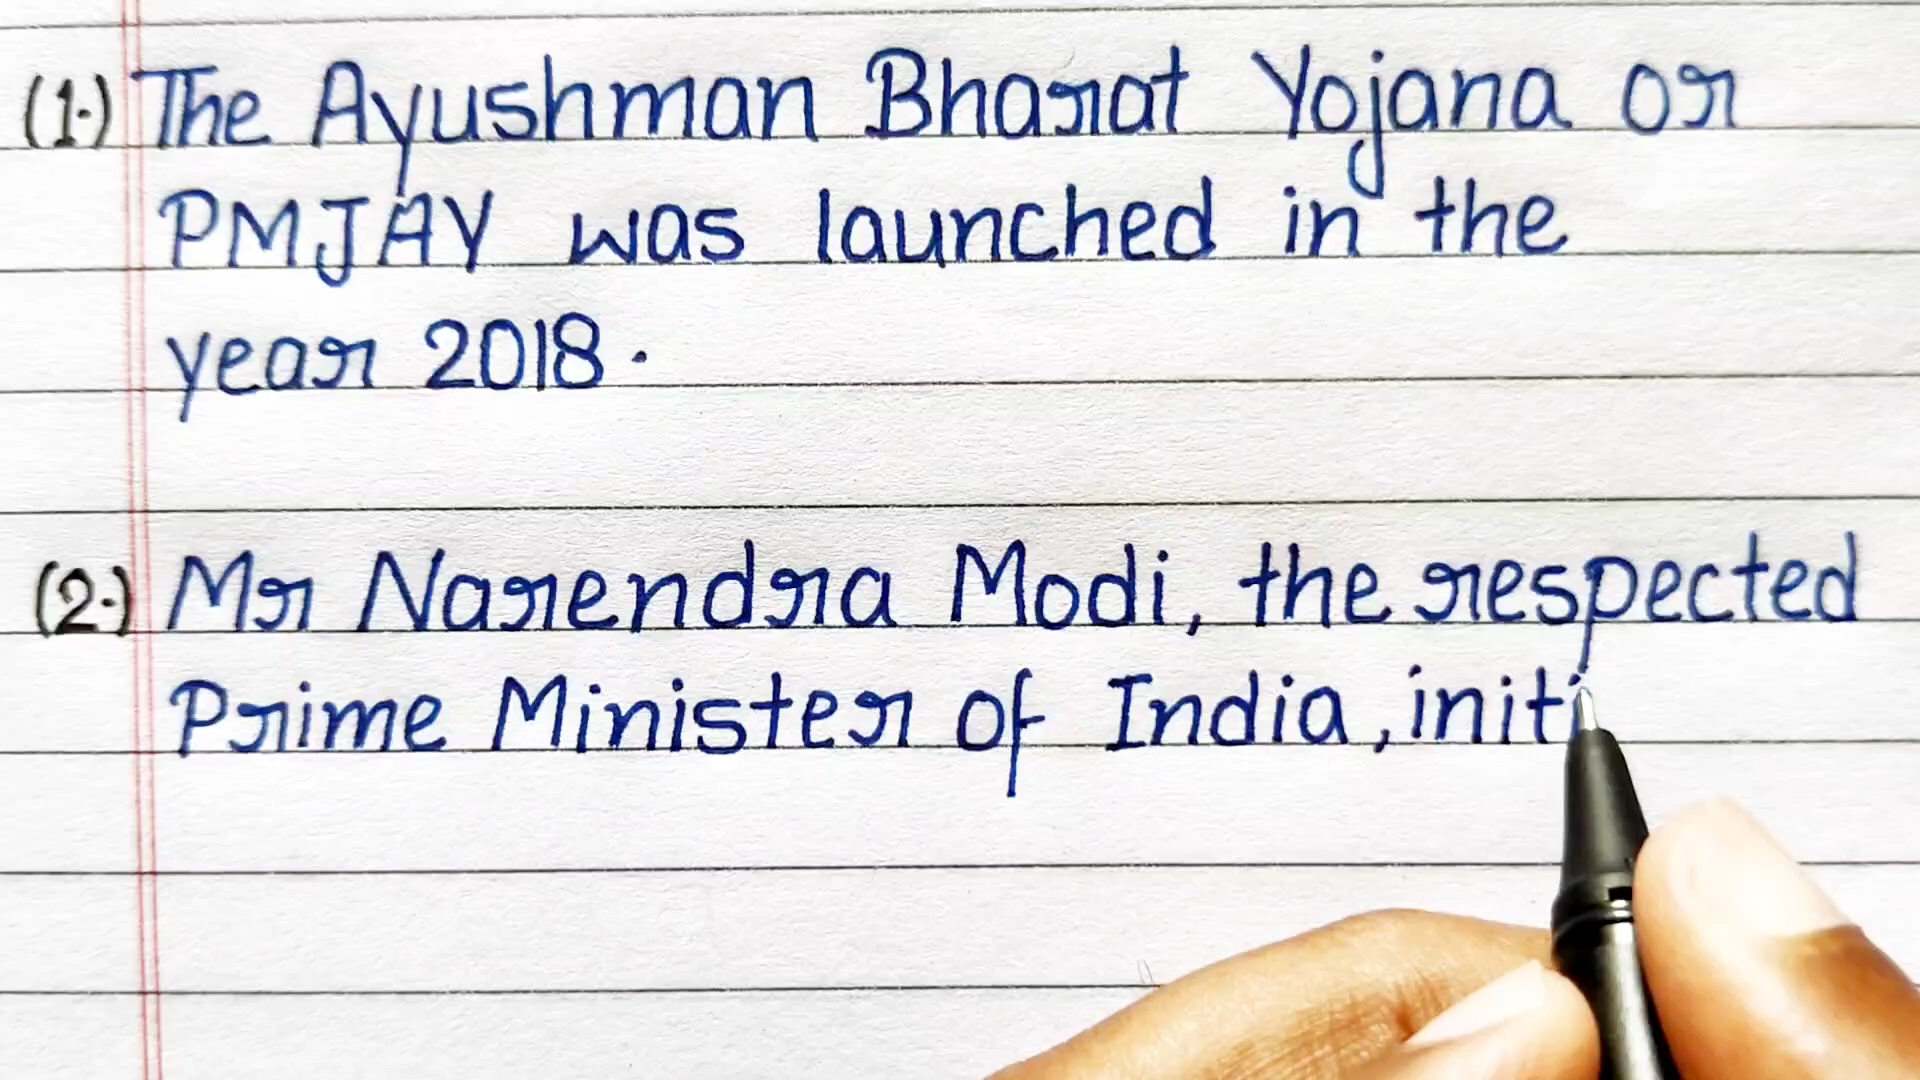 (1.) The Ayushman Bharat Yojana or
PMJAY was launched in the
year 2018.
(2.) Mr Narendra Modi, the respected
Prime Minister of India, initi